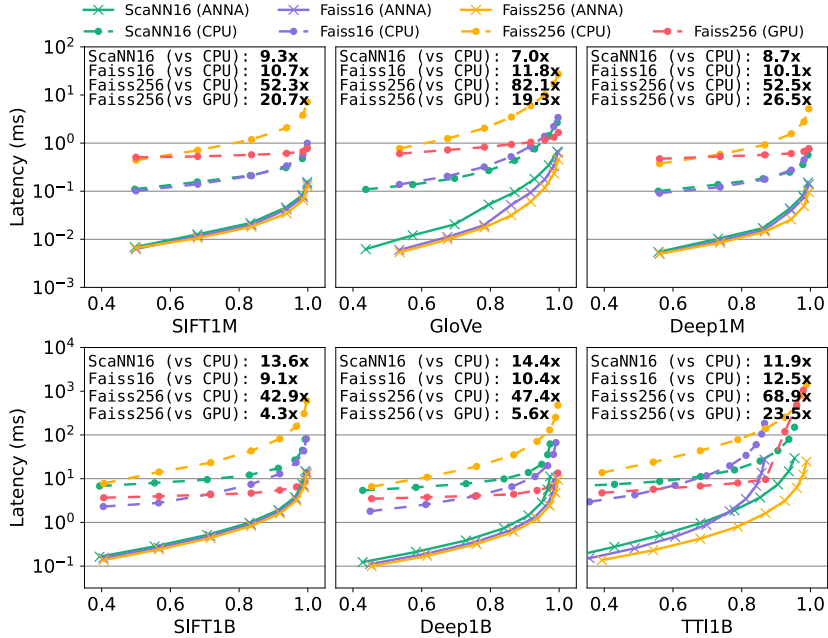 ScaNN16 (ANNA) Faiss16 (ANNA) Faiss256 (ANNA)
ScaNN16 (CPU) Faiss16 (CPU) Faiss256 (CPU) Faiss256 (GPU)
Latency (ms)
10² 10¹ 10⁰ 10⁻¹ 10⁻² 10⁻³
ScaNN16 (vs CPU): 9.3x
Faiss16 (vs CPU): 10.7x
Faiss256(vs CPU): 52.3x
Faiss256(vs GPU): 20.7x
0.4 0.6 0.8 1.0
SIFT1M
ScaNN16 (vs CPU): 7.0x
Faiss16 (vs CPU): 11.8x
Faiss256(vs CPU): 82.1x
Faiss256(vs GPU): 19.3x
0.4 0.6 0.8 1.0
GloVe
ScaNN16 (vs CPU): 8.7x
Faiss16 (vs CPU): 10.1x
Faiss256(vs CPU): 52.5x
Faiss256(vs GPU): 26.5x
0.4 0.6 0.8 1.0
Deep1M
Latency (ms)
10⁴ 10³ 10² 10¹ 10⁰ 10⁻¹
ScaNN16 (vs CPU): 13.6x
Faiss16 (vs CPU): 9.1x
Faiss256(vs CPU): 42.9x
Faiss256(vs GPU): 4.3x
0.4 0.6 0.8 1.0
SIFT1B
ScaNN16 (vs CPU): 14.4x
Faiss16 (vs CPU): 10.4x
Faiss256(vs CPU): 47.4x
Faiss256(vs GPU): 5.6x
0.4 0.6 0.8 1.0
Deep1B
ScaNN16 (vs CPU): 11.9x
Faiss16 (vs CPU): 12.5x
Faiss256(vs CPU): 68.9x
Faiss256(vs GPU): 23.5x
0.4 0.6 0.8 1.0
TTI1B